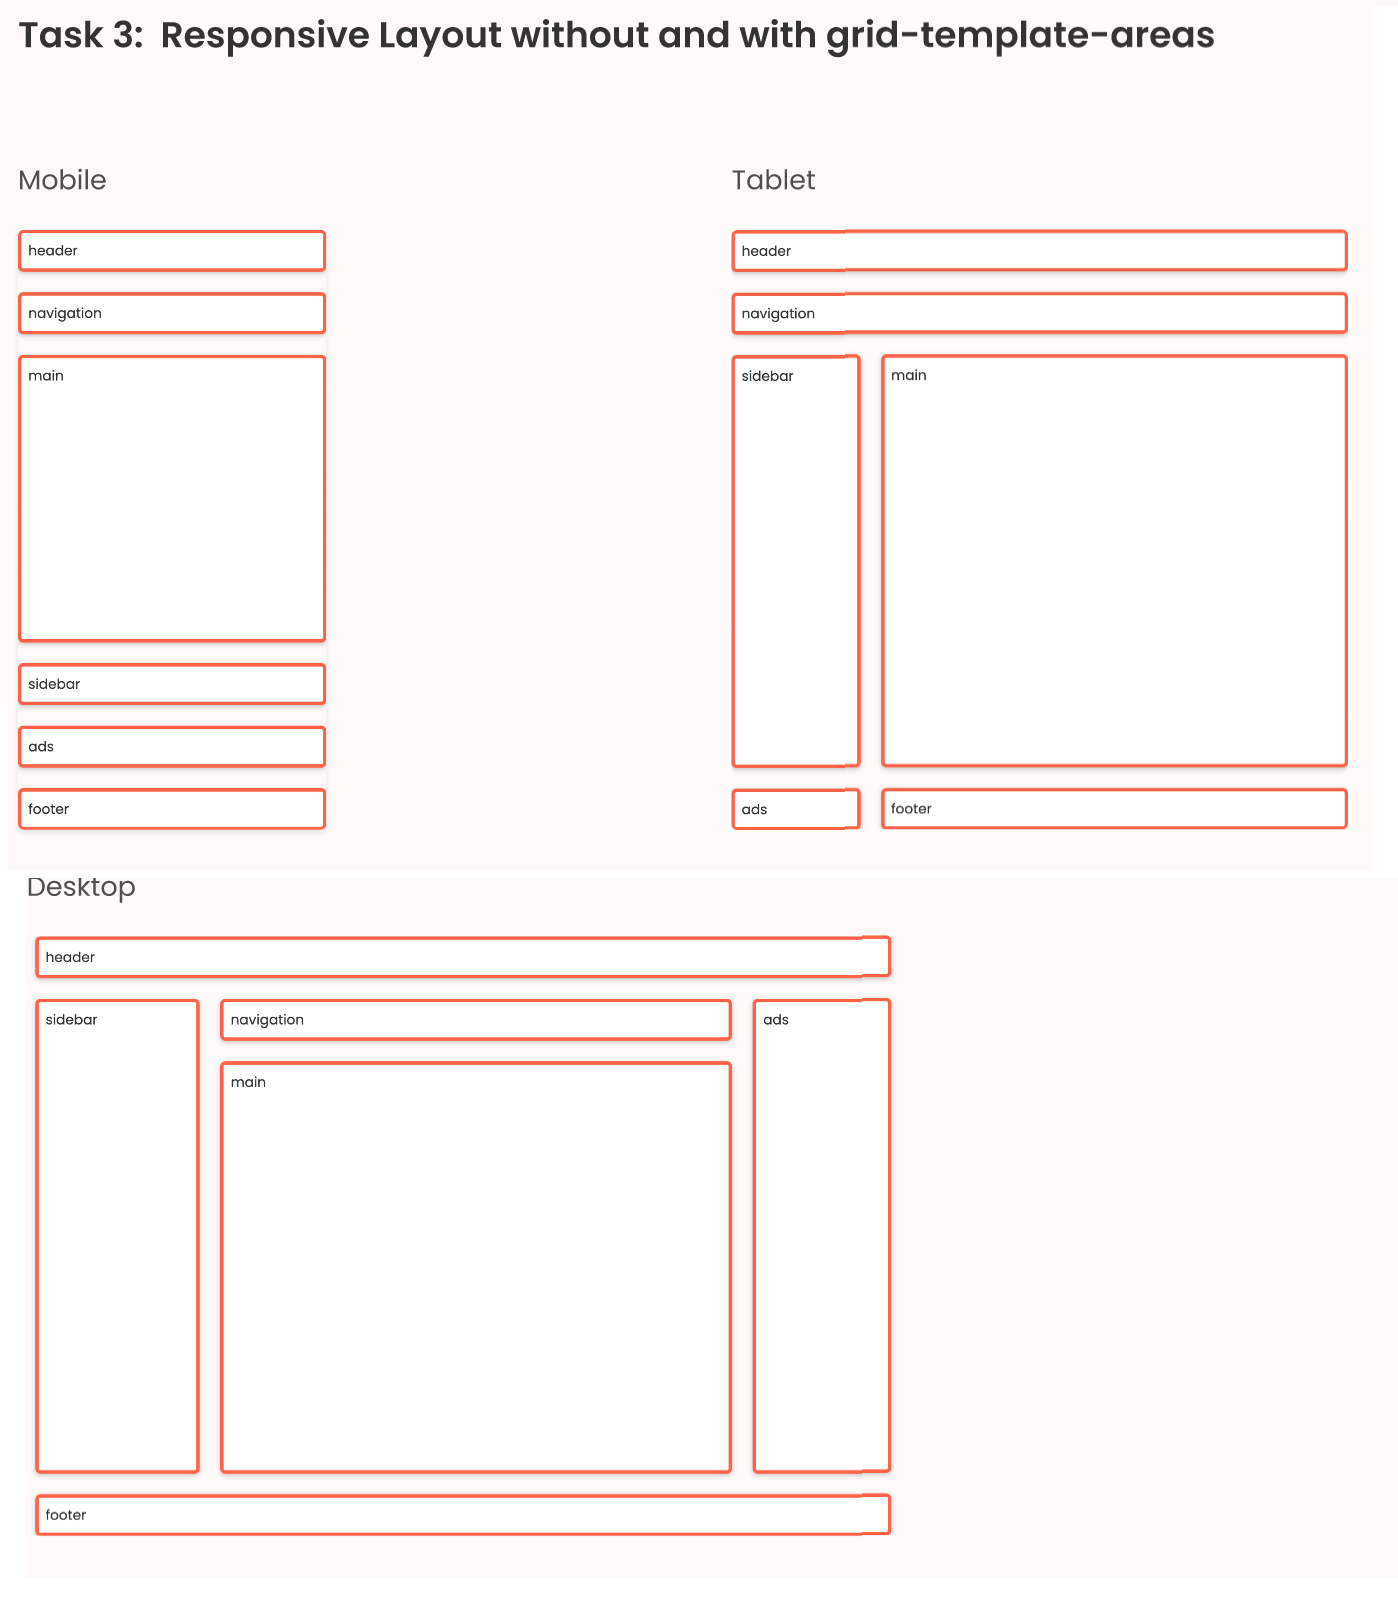 Task 3: Responsive Layout without and with grid-template-areas
Mobile
header
navigation
main
sidebar
ads
footer
Tablet
header
navigation
sidebar
main
ads
footer
Desktop
header
sidebar
navigation
ads
main
footer